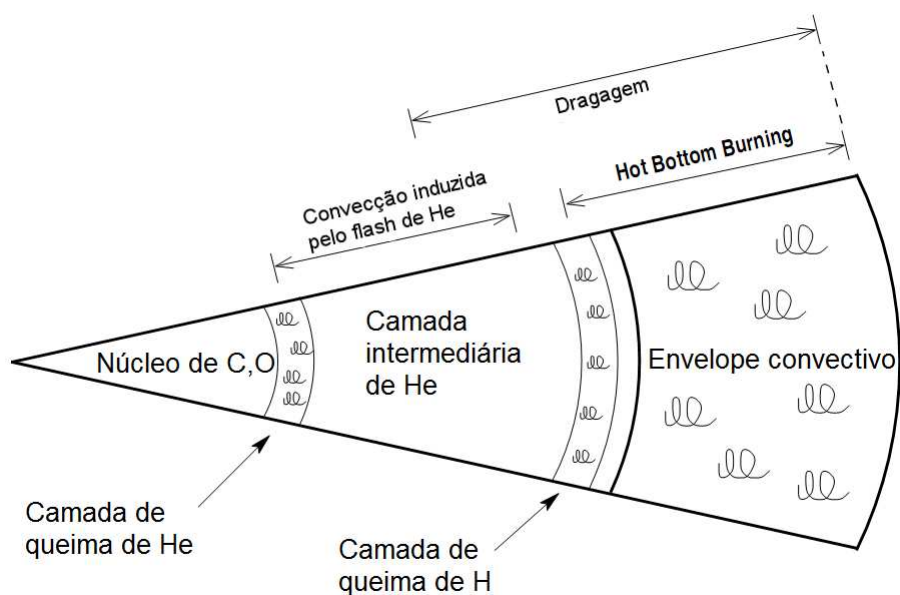 Dragagem
Hot Bottom Burning
Convecção induzida
pelo flash de He
Núcleo de C,O
Camada
intermediária
de He
Envelope convectivo
Camada de
queima de He
Camada de
queima de H